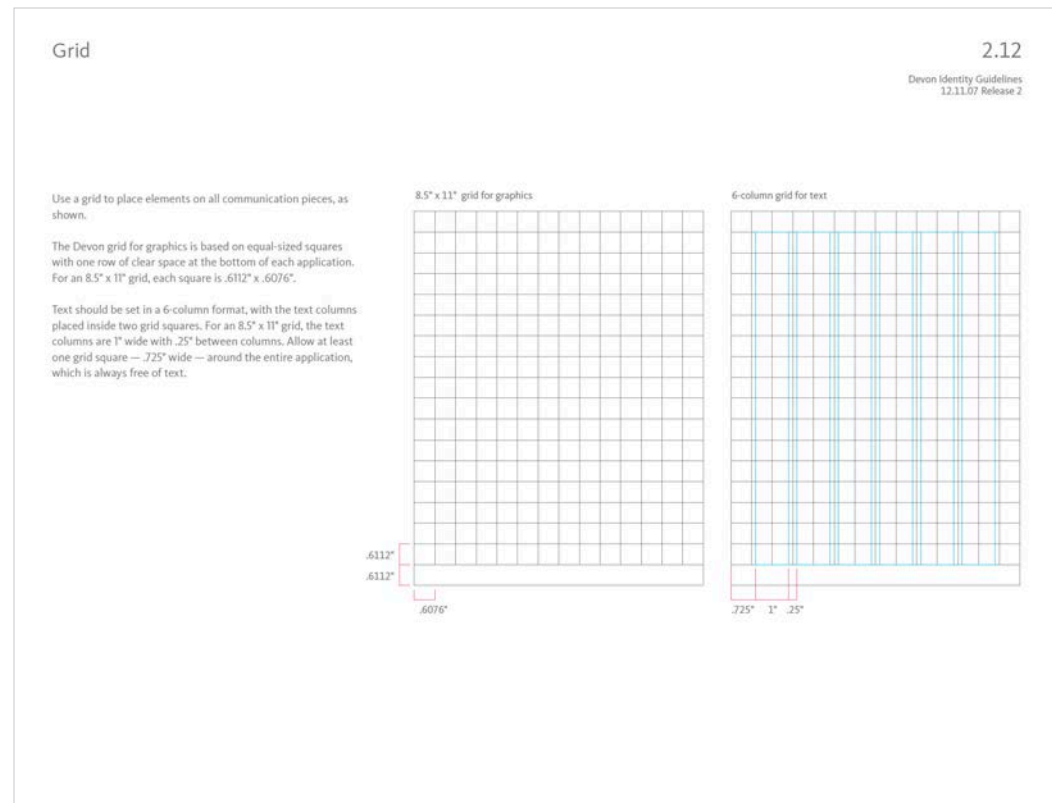 Grid
2.12
Devon Identity Guidelines
12.11.07 Release 2
Use a grid to place elements on all communication pieces, as
shown.
The Devon grid for graphics is based on equal-sized squares
with one row of clear space at the bottom of each application.
For an 8.5" x 11" grid, each square is .6112" x .6076".
Text should be set in a 6-column format, with the text columns
placed inside two grid squares. For an 8.5" x 11" grid, the text
columns are 1" wide with .25" between columns. Allow at least
one grid square — .725" wide — around the entire application,
which is always free of text.
8.5" x 11" grid for graphics
6-column grid for text
.6112"
.6112"
.6076"
.725" 1" .25"